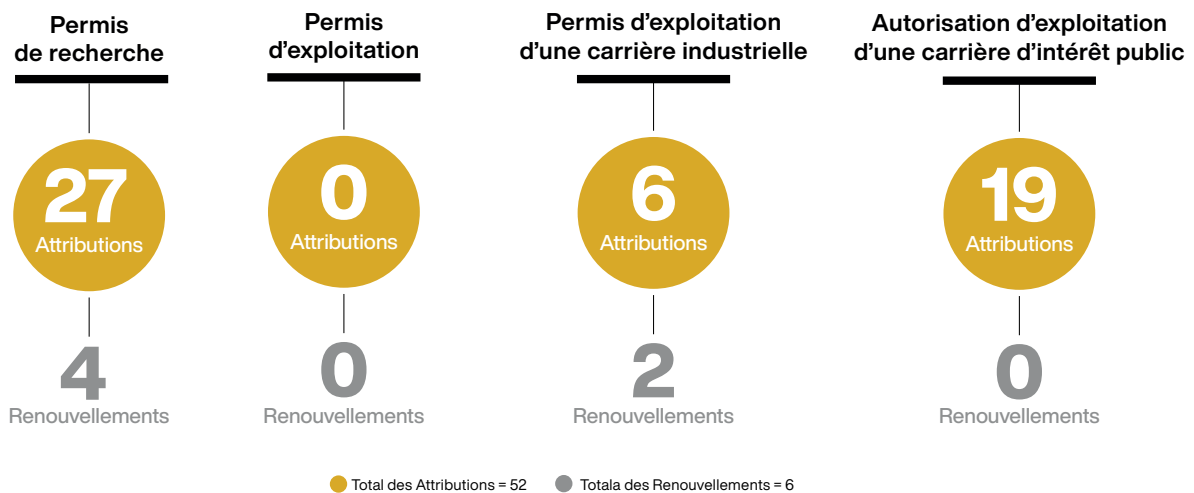 Permis
de recherche
27
Attributions
4
Renouvellements
Permis
d'exploitation
0
Attributions
0
Renouvellements
Permis d'exploitation
d'une carrière industrielle
6
Attributions
2
Renouvellements
Autorisation d'exploitation
d'une carrière d'intérêt public
19
Attributions
0
Renouvellements
Total des Attributions = 52
Totala des Renouvellements = 6